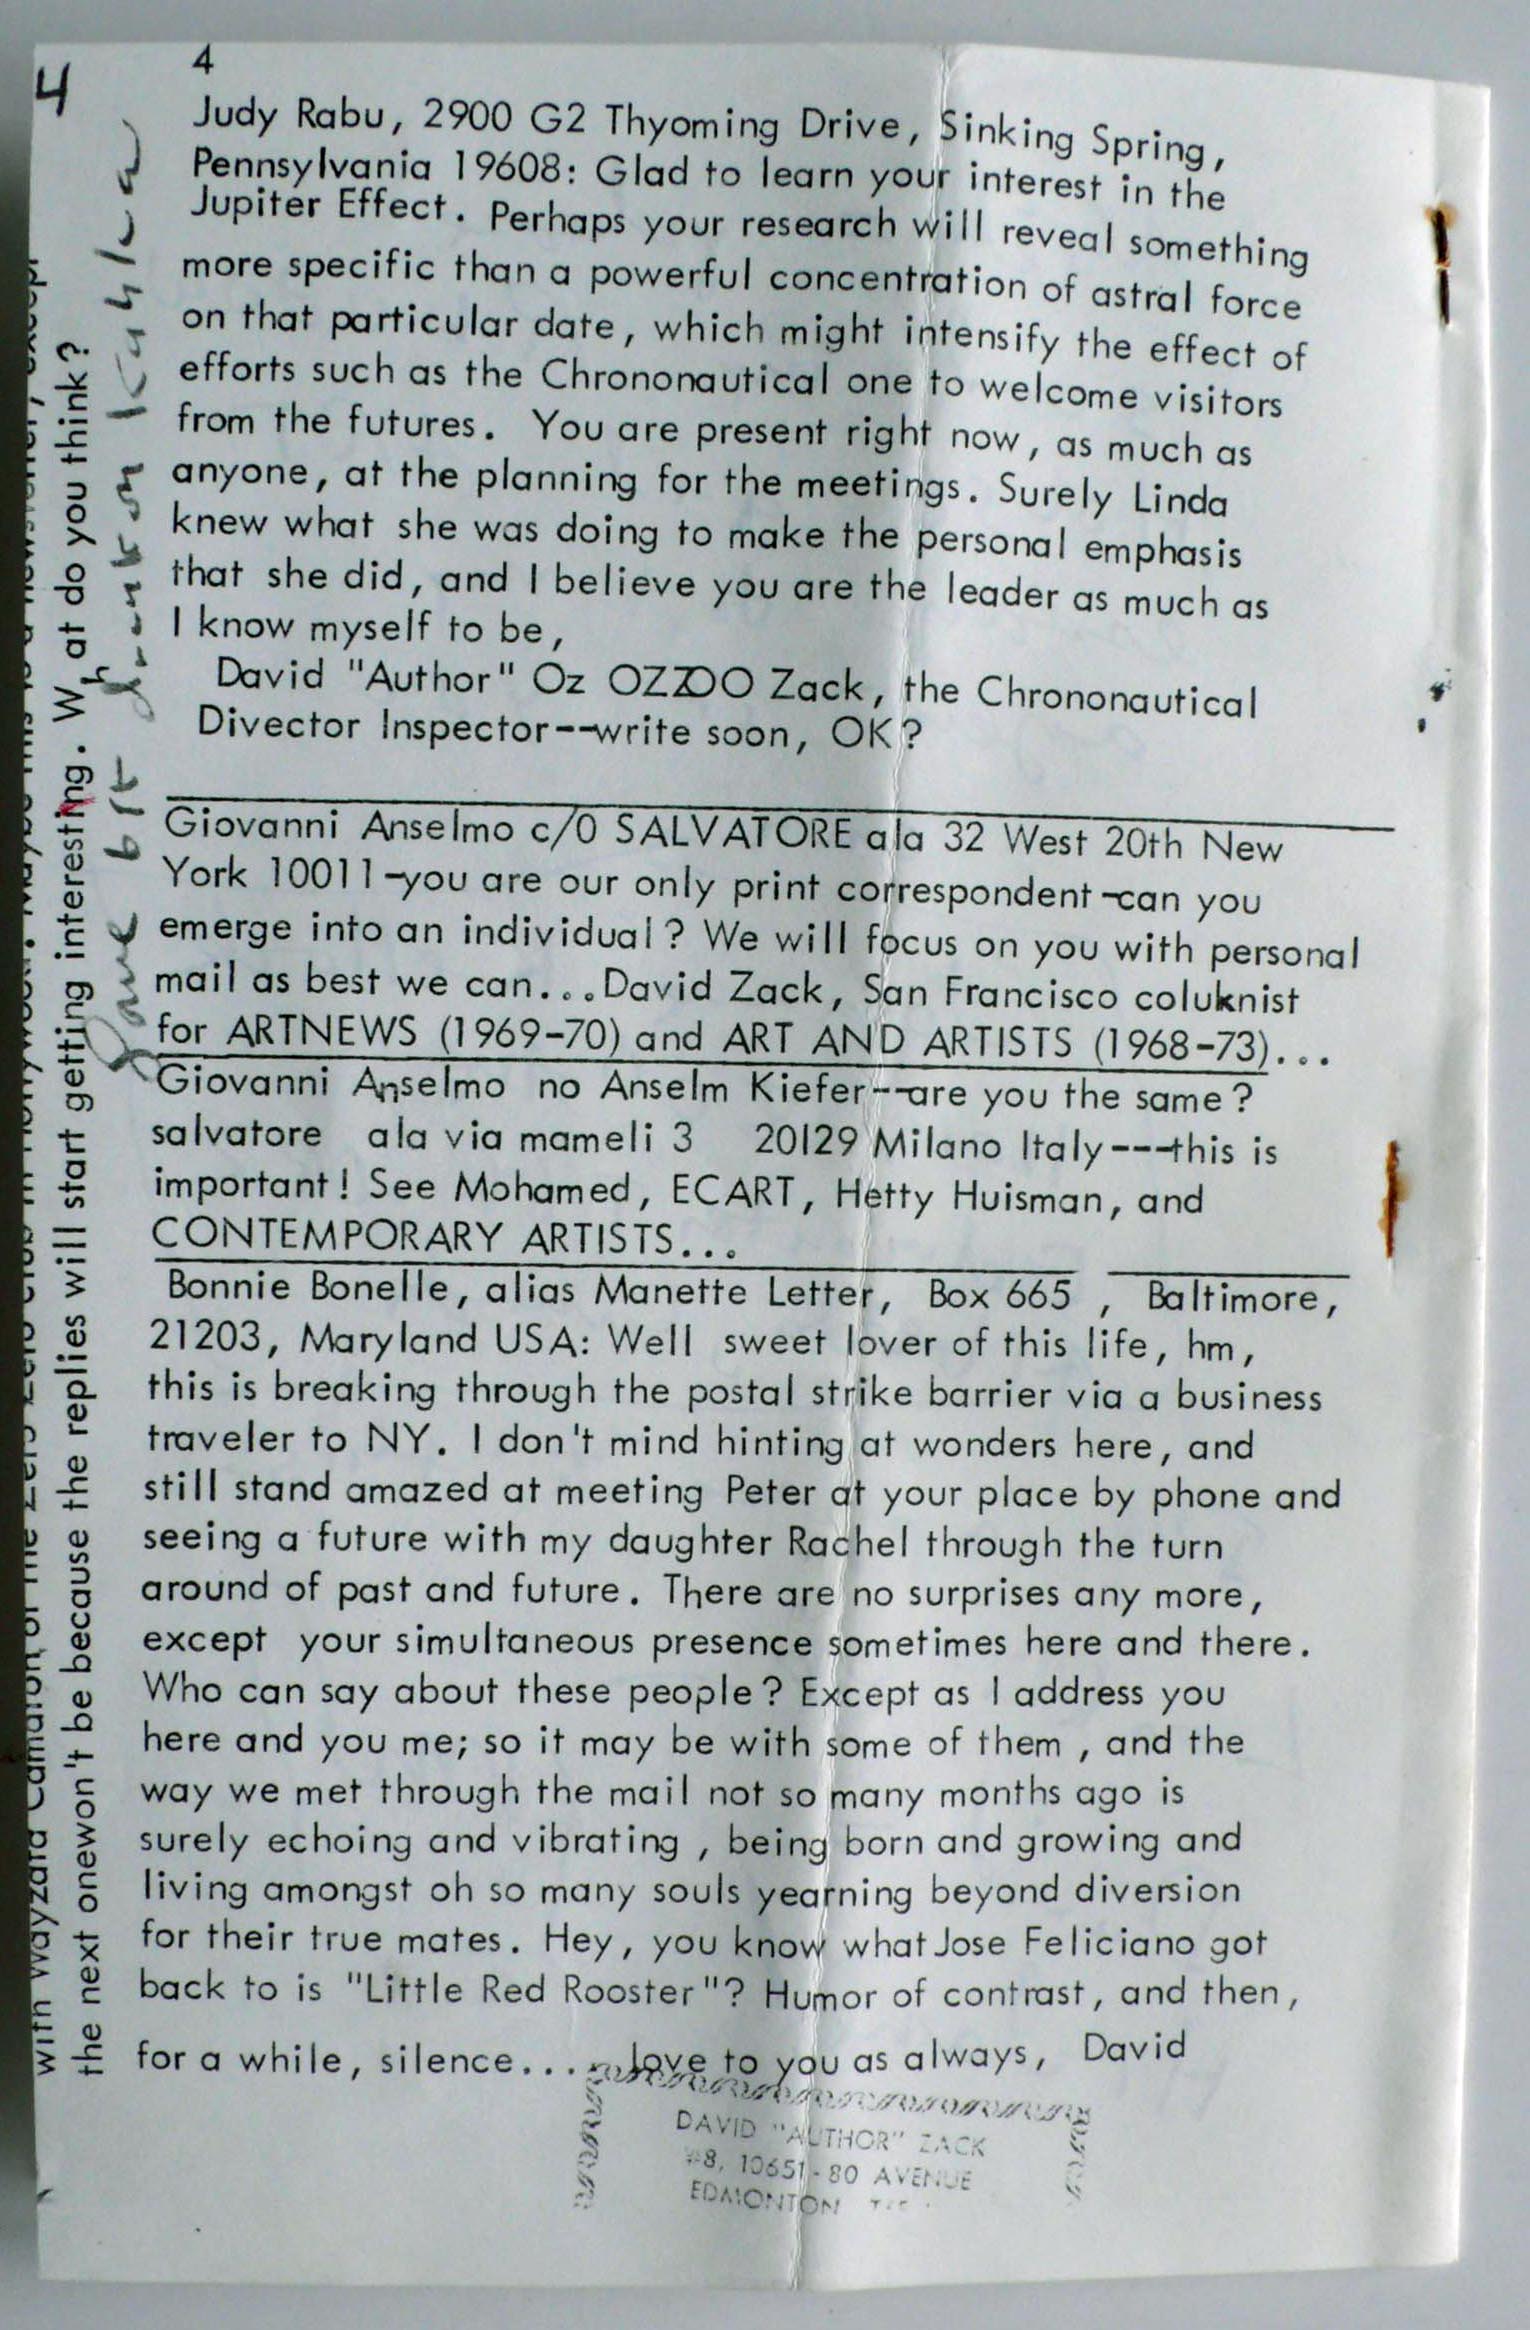 4
4
Judy Rabu, 2900 G2 Thyoming Drive, Sinking Spring,
Pennsylvania 19608: Glad to learn your interest in the
Jupiter Effect. Perhaps your research will reveal something
more specific than a powerful concentration of astral force
on that particular date, which might intensify the effect of
efforts such as the Chrononautical one to welcome visitors
from the futures. You are present right now, as much as
anyone, at the planning for the meetings. Surely Linda
knew what she was doing to make the personal emphasis
that she did, and I believe you are the leader as much as
I know myself to be,
David "Author" Oz OZZOO Zack, the Chrononautical
Divector Inspector---write soon, OK?
Giovanni Anselmo c/0 SALVATORE ala 32 West 20th New
York 10011-you are our only print correspondent-can you
emerge into an individual? We will focus on you with personal
mail as best we can...David Zack, San Francisco coluknist
for ARTNEWS (1969-70) and ART AND ARTISTS (1968-73)...
Giovanni Anselmo no Anselm Kiefer--are you the same?
salvatore ala via mameli 3 20129 Milano Italy---this is
important! See Mohamed, ECART, Hetty Huisman, and
CONTEMPORARY ARTISTS...
Bonnie Bonelle, alias Manette Letter, Box 665 , Baltimore,
21203, Maryland USA: Well sweet lover of this life, hm,
this is breaking through the postal strike barrier via a business
traveler to NY. I don't mind hinting at wonders here, and
still stand amazed at meeting Peter at your place by phone and
seeing a future with my daughter Rachel through the turn
around of past and future. There are no surprises any more,
except your simultaneous presence sometimes here and there.
Who can say about these people? Except as I address you
here and you me; so it may be with some of them , and the
way we met through the mail not so many months ago is
surely echoing and vibrating , being born and growing and
living amongst oh so many souls yearning beyond diversion
for their true mates. Hey, you know what Jose Feliciano got
back to is "Little Red Rooster"? Humor of contrast, and then,
for a while, silence.... love to you as always, David
DAVID "AUTHOR" ZACK
#8, 10651-80 AVENUE
EDMONTON
with Wayzata
the next onewon't be because the replies will start getting interesting. What do you think?